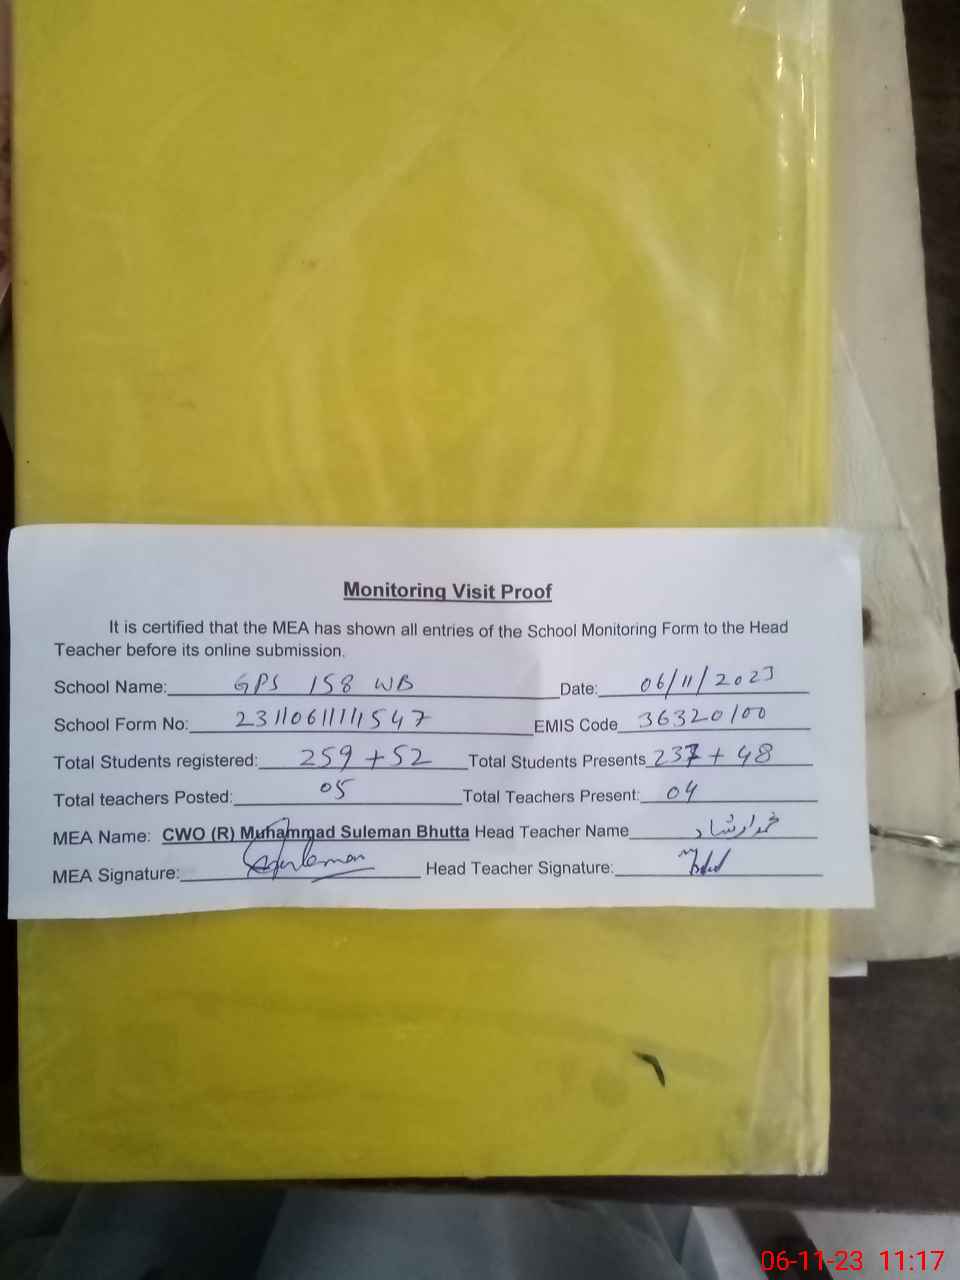 Monitoring Visit Proof
It is certified that the MEA has shown all entries of the School Monitoring Form to the Head
Teacher before its online submission.
School Name: GPS 158 WB Date: 06/11/2023
School Form No: 23110611111547 EMIS Code 36320100
Total Students registered: 259 + 52 Total Students Presents 237 + 48
Total teachers Posted: 05 Total Teachers Present: 04
MEA Name: CWO (R) Muhammad Suleman Bhutta Head Teacher Name محمد ارشاد
MEA Signature: Suleman Head Teacher Signature:
06-11-23 11:17